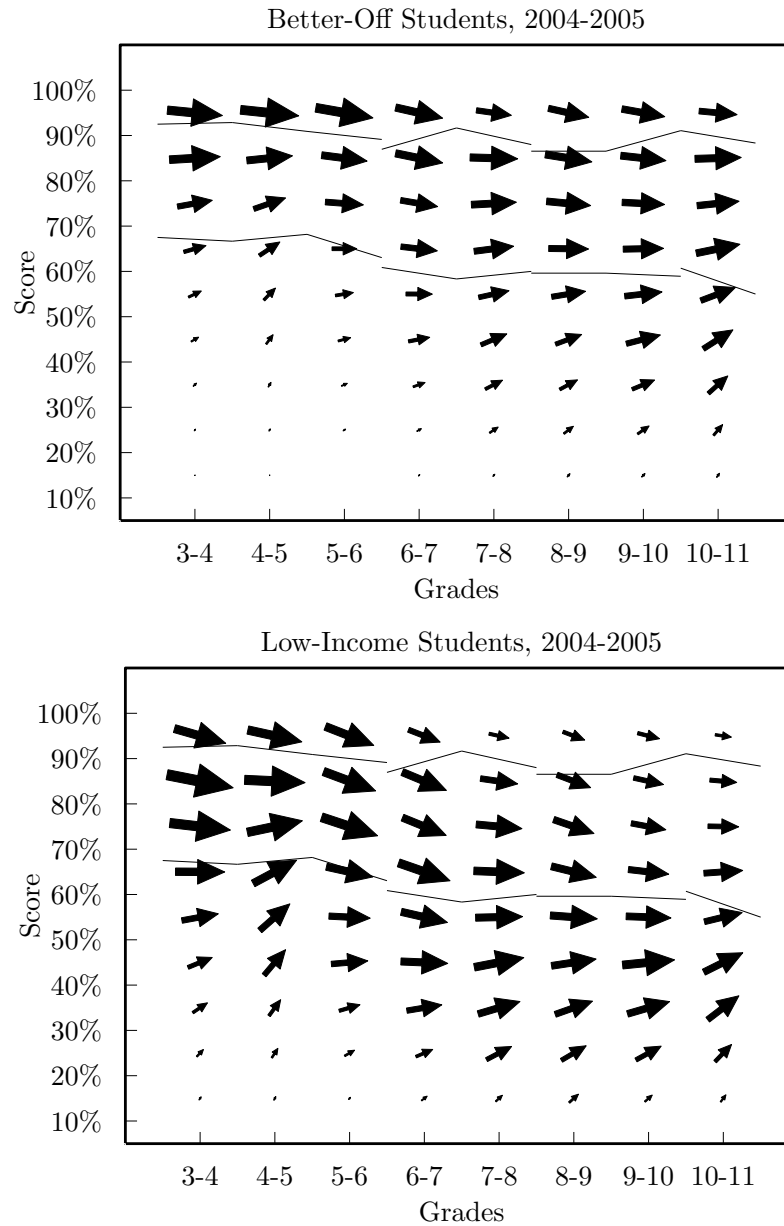 Better-Off Students, 2004-2005
100%
90%
80%
70%
60%
50%
40%
30%
20%
10%
Score
3-4 4-5 5-6 6-7 7-8 8-9 9-10 10-11
Grades
Low-Income Students, 2004-2005
100%
90%
80%
70%
60%
50%
40%
30%
20%
10%
Score
3-4 4-5 5-6 6-7 7-8 8-9 9-10 10-11
Grades